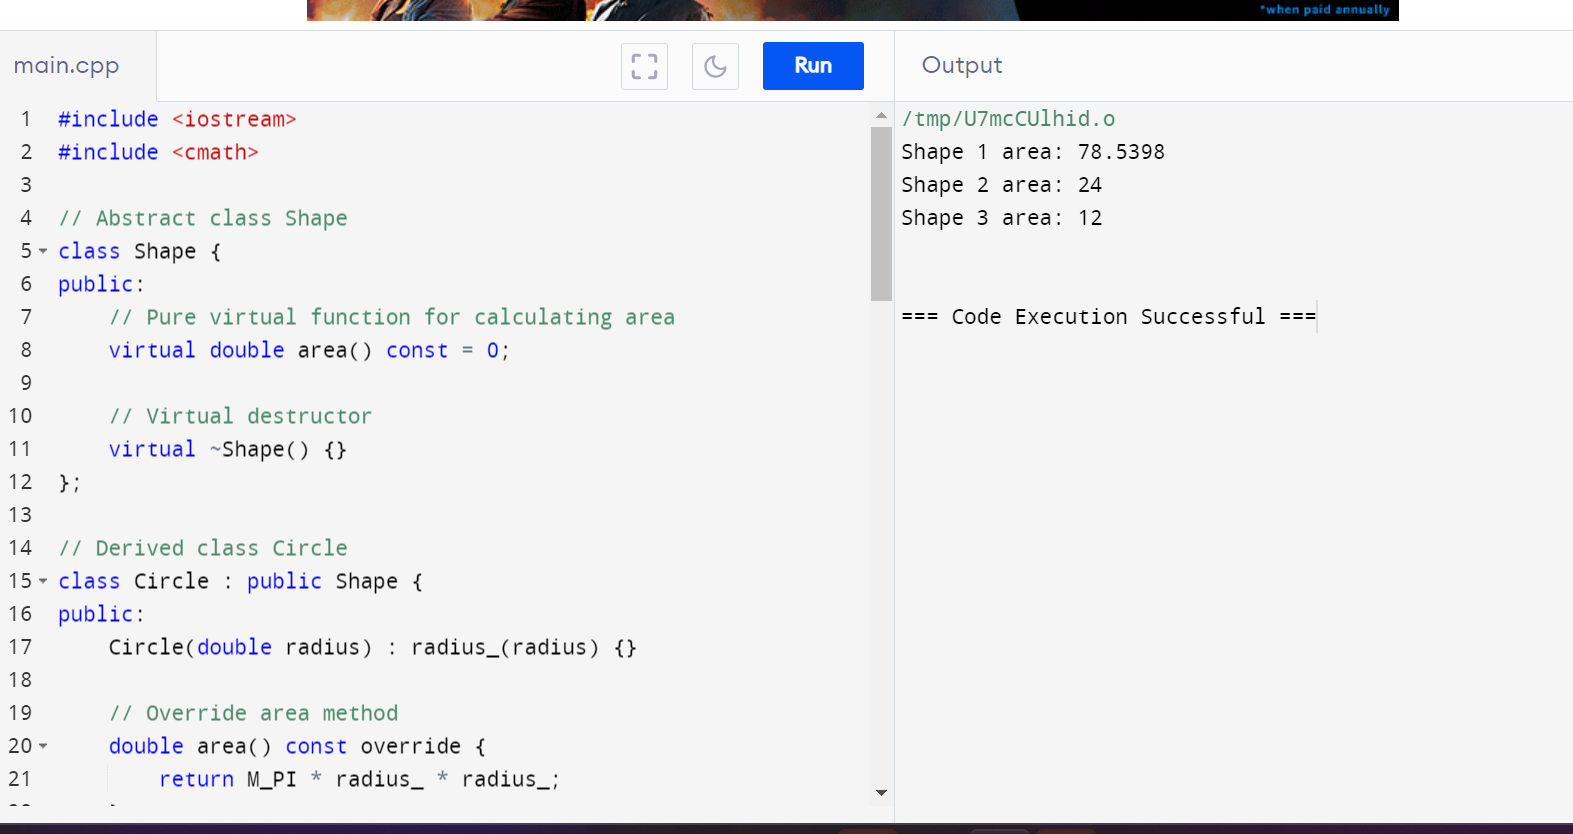 *when paid annually
main.cpp
Run
Output
1 #include <iostream>
2 #include <cmath>
3
4 // Abstract class Shape
5 class Shape {
6 public:
7     // Pure virtual function for calculating area
8     virtual double area() const = 0;
9
10     // Virtual destructor
11     virtual ~Shape() {}
12 };
13
14 // Derived class Circle
15 class Circle : public Shape {
16 public:
17     Circle(double radius) : radius_(radius) {}
18
19     // Override area method
20     double area() const override {
21         return M_PI * radius_ * radius_;
/tmp/U7mcCUlhid.o
Shape 1 area: 78.5398
Shape 2 area: 24
Shape 3 area: 12
=== Code Execution Successful ===